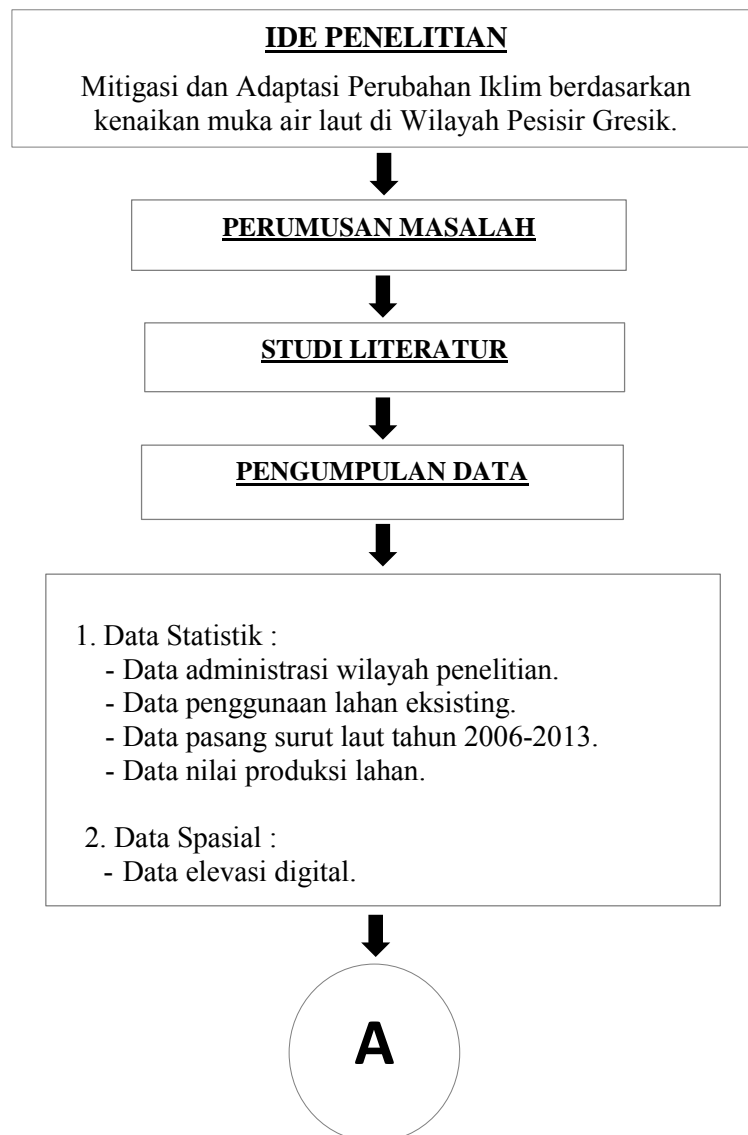 IDE PENELITIAN
Mitigasi dan Adaptasi Perubahan Iklim berdasarkan
kenaikan muka air laut di Wilayah Pesisir Gresik.
PERUMUSAN MASALAH
STUDI LITERATUR
PENGUMPULAN DATA
1. Data Statistik :
- Data administrasi wilayah penelitian.
- Data penggunaan lahan eksisting.
- Data pasang surut laut tahun 2006-2013.
- Data nilai produksi lahan.
2. Data Spasial :
- Data elevasi digital.
A